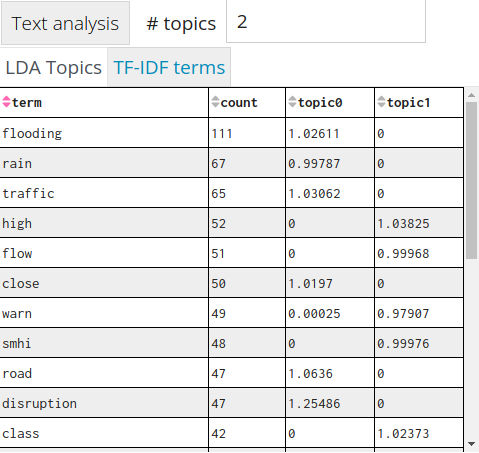 Text analysis # topics 2
LDA Topics TF-IDF terms
term count topic0 topic1
flooding 111 1.02611 0
rain 67 0.99787 0
traffic 65 1.03062 0
high 52 0 1.03825
flow 51 0 0.99968
close 50 1.0197 0
warn 49 0.00025 0.97907
smhi 48 0 0.99976
road 47 1.0636 0
disruption 47 1.25486 0
class 42 0 1.02373